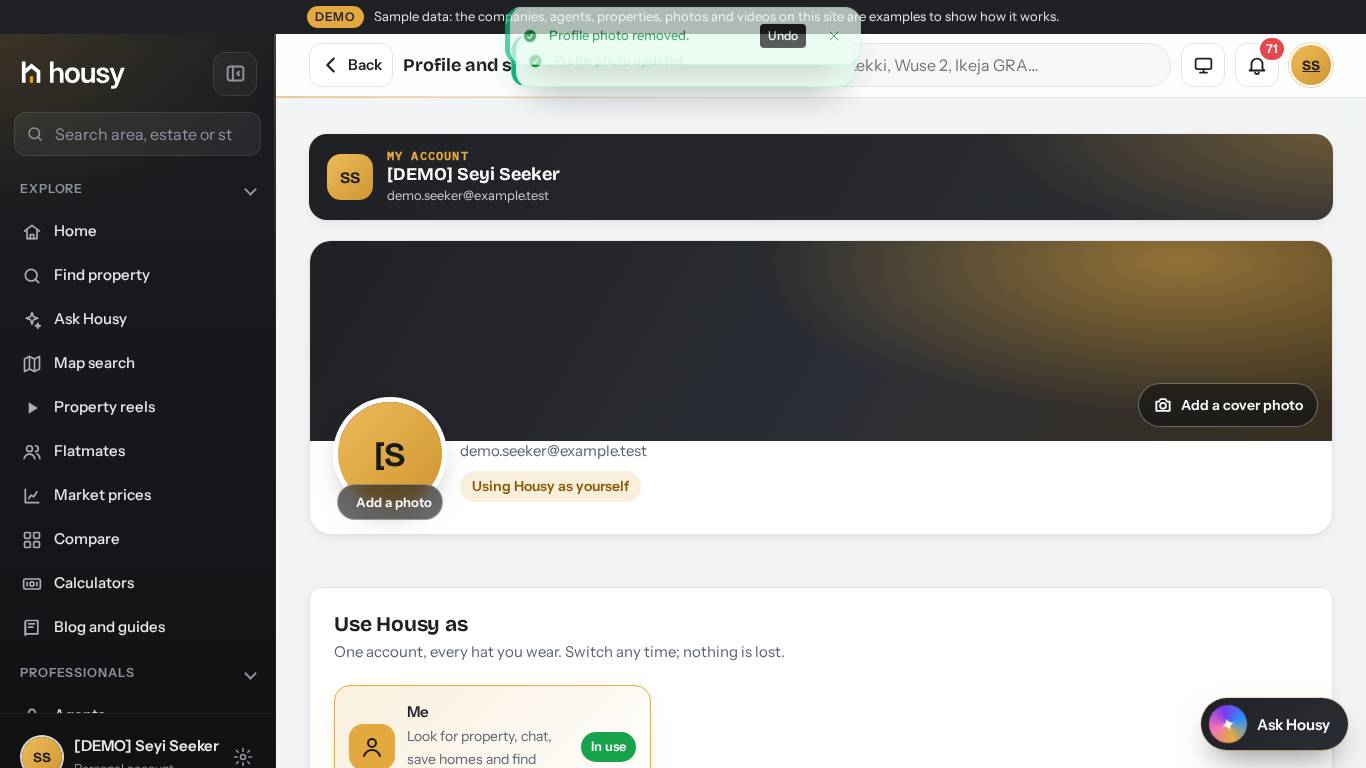 DEMO Sample data: the companies, agents, properties, photos and videos on this site are examples to show how it works.
Profile photo removed.
Undo
Profile photo updated.
housy
Back
Profile and s
ekki, Wuse 2, Ikeja GRA...
71
SS
Search area, estate or st
EXPLORE
Home
Find property
Ask Housy
Map search
Property reels
Flatmates
Market prices
Compare
Calculators
Blog and guides
PROFESSIONALS
Agents
SS
[DEMO] Seyi Seeker
Personal account
SS
MY ACCOUNT
[DEMO] Seyi Seeker
demo.seeker@example.test
Add a cover photo
[S
Add a photo
demo.seeker@example.test
Using Housy as yourself
Use Housy as
One account, every hat you wear. Switch any time; nothing is lost.
Me
Look for property, chat,
save homes and find
In use
Ask Housy